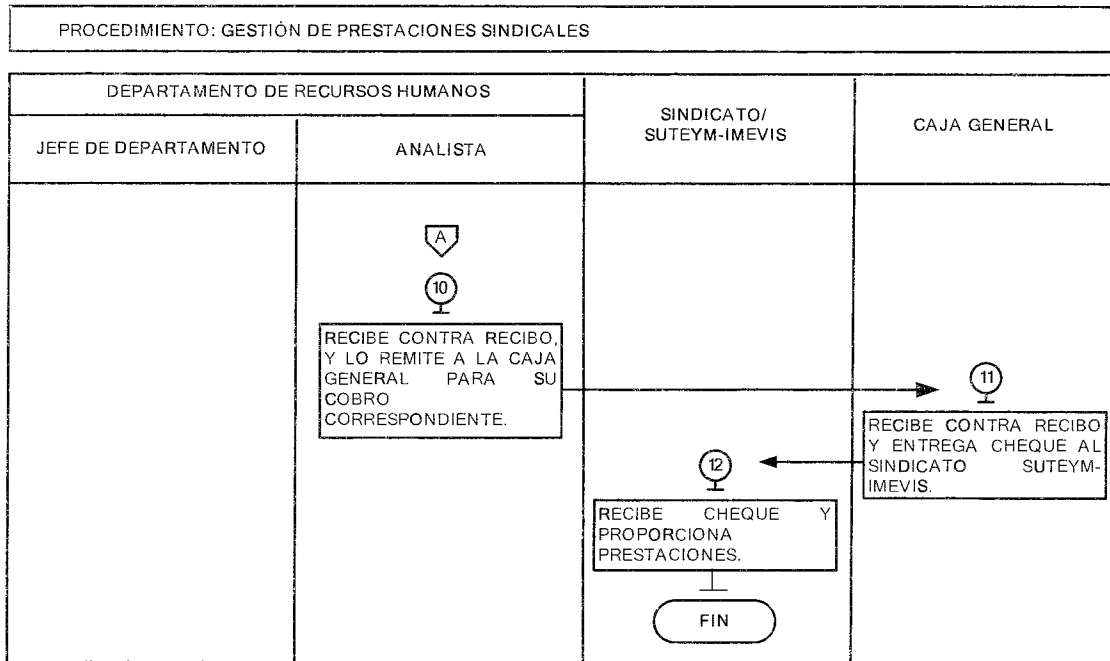 PROCEDIMIENTO: GESTIÓN DE PRESTACIONES SINDICALES
DEPARTAMENTO DE RECURSOS HUMANOS
JEFE DE DEPARTAMENTO
ANALISTA
SINDICATO/
SUTEYM-IMEVIS
CAJA GENERAL
A
10
RECIBE CONTRA RECIBO,
Y LO REMITE A LA CAJA
GENERAL PARA SU
COBRO
CORRESPONDIENTE.
11
RECIBE CONTRA RECIBO
Y ENTREGA CHEQUE AL
SINDICATO SUTEYM-
IMEVIS.
12
RECIBE CHEQUE Y
PROPORCIONA
PRESTACIONES.
FIN